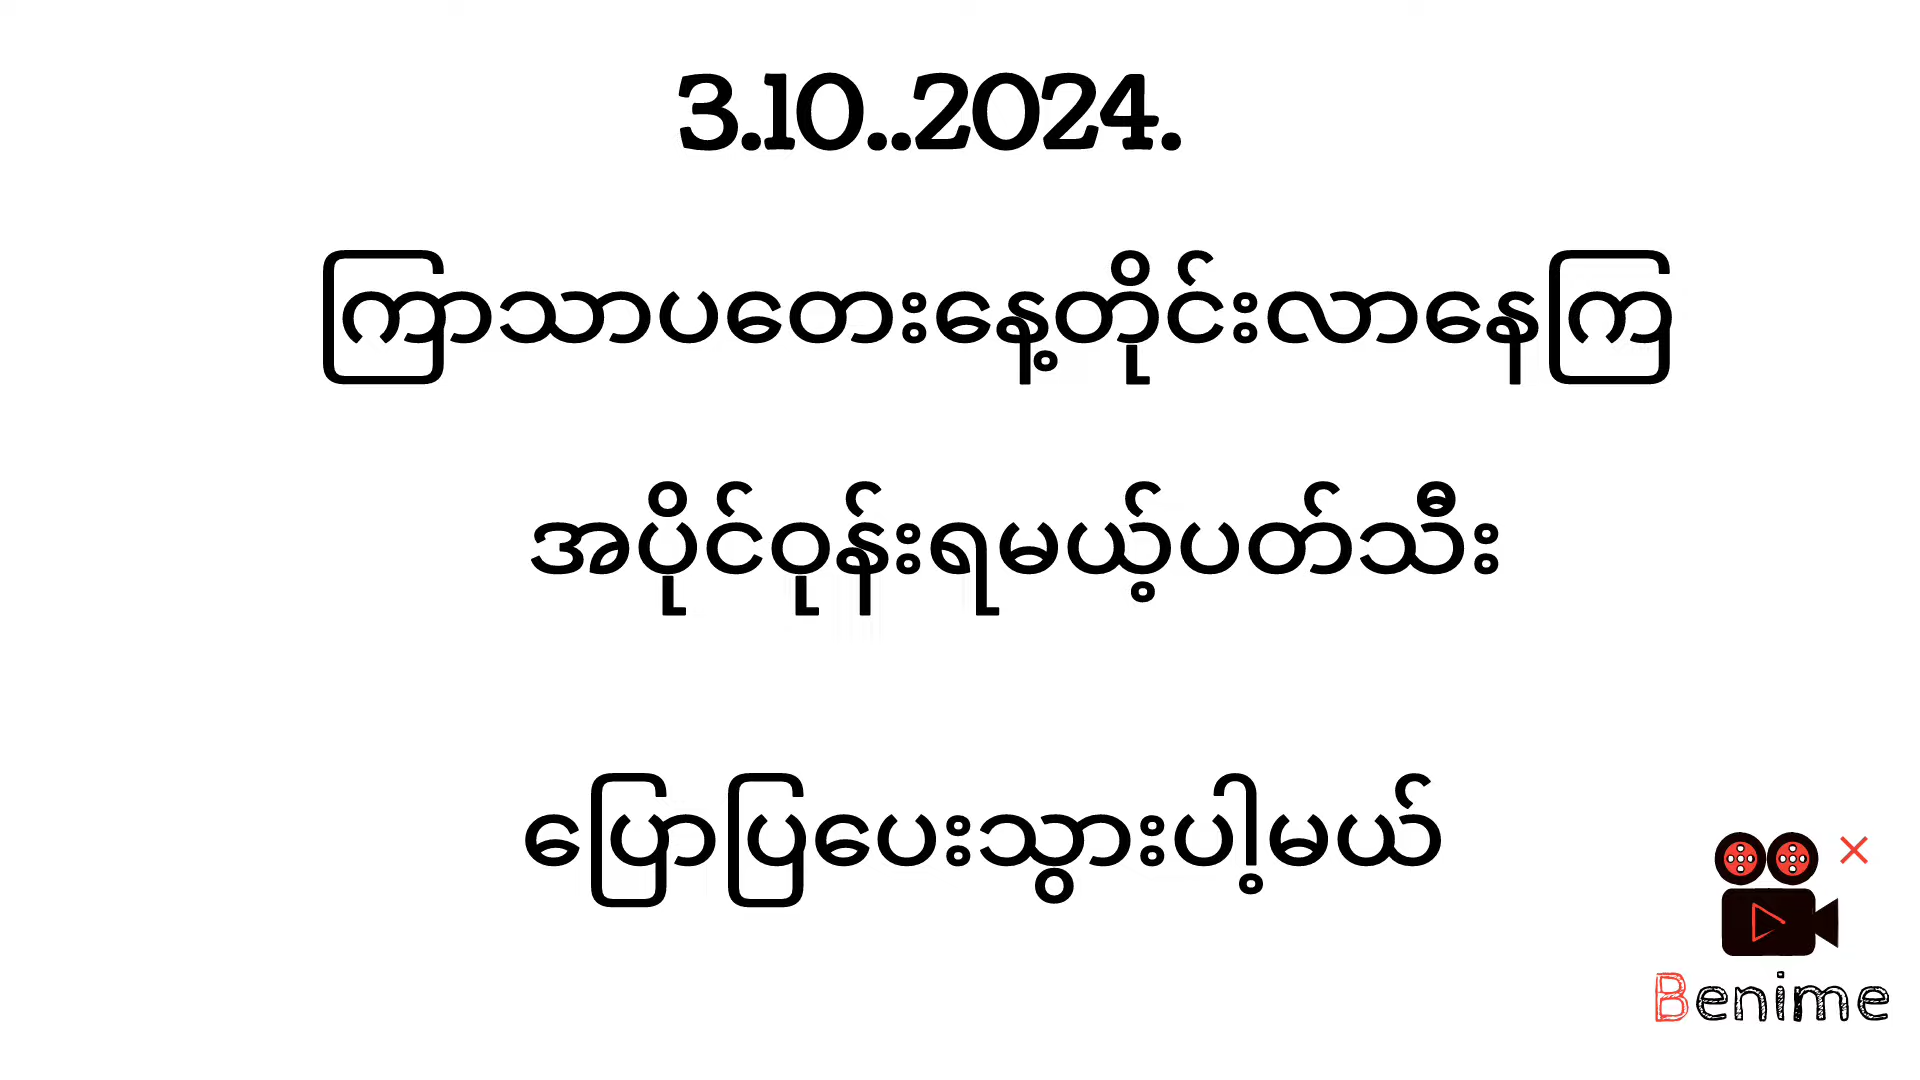 3.10..2024.
ကြာသာပတေးနေ့တိုင်းလာနေကြ
အပိုင်ဝုန်းရမယ့်ပတ်သီး
ပြောပြပေးသွားပါ့မယ်
Benime